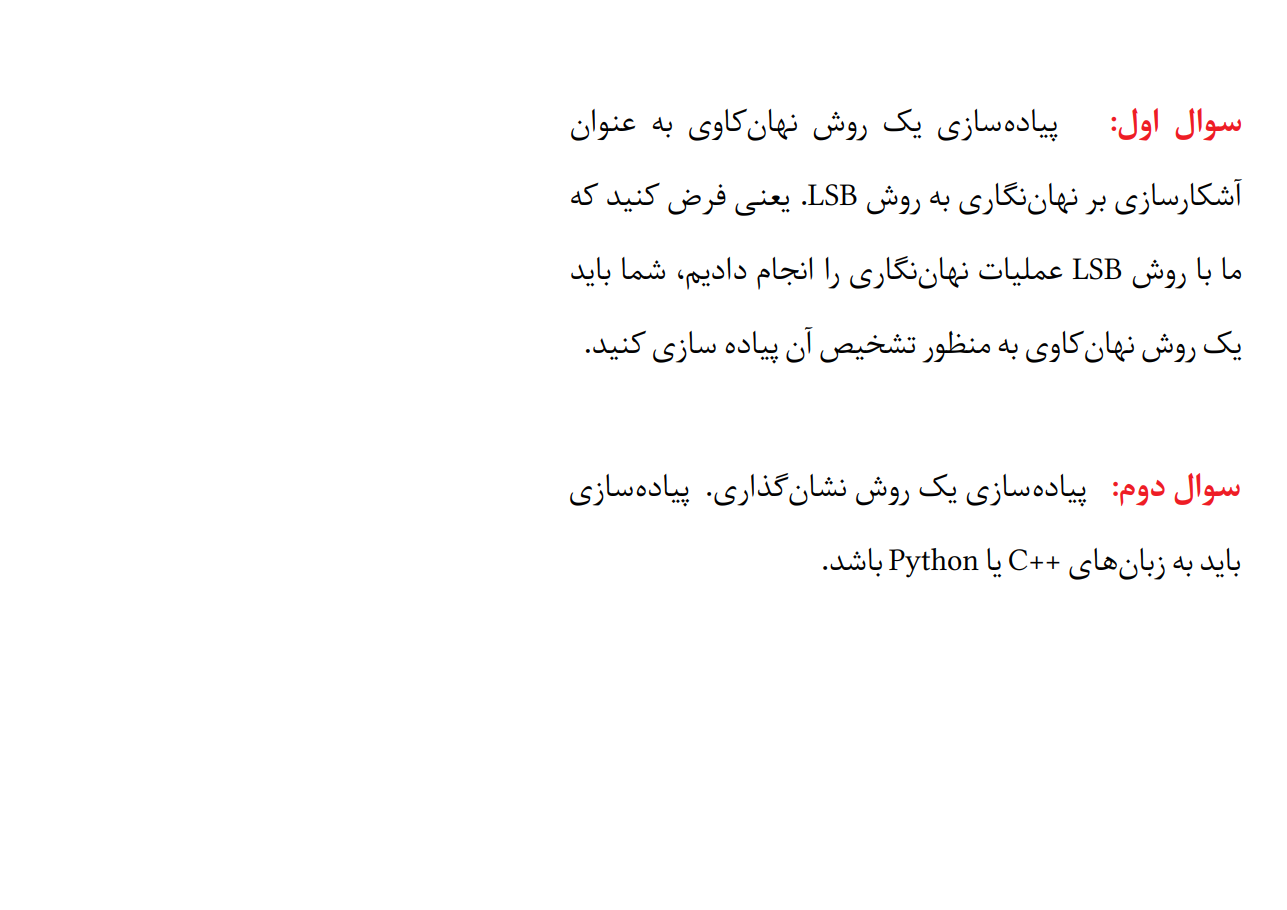 سوال اول: پیاده‌سازی یک روش نهان‌کاوی به عنوان
آشکارسازی بر نهان‌نگاری به روش LSB. یعنی فرض کنید که
ما با روش LSB عملیات نهان‌نگاری را انجام دادیم، شما باید
یک روش نهان‌کاوی به منظور تشخیص آن پیاده سازی کنید.
سوال دوم: پیاده‌سازی یک روش نشان‌گذاری. پیاده‌سازی
باید به زبان‌های C++ یا Python باشد.